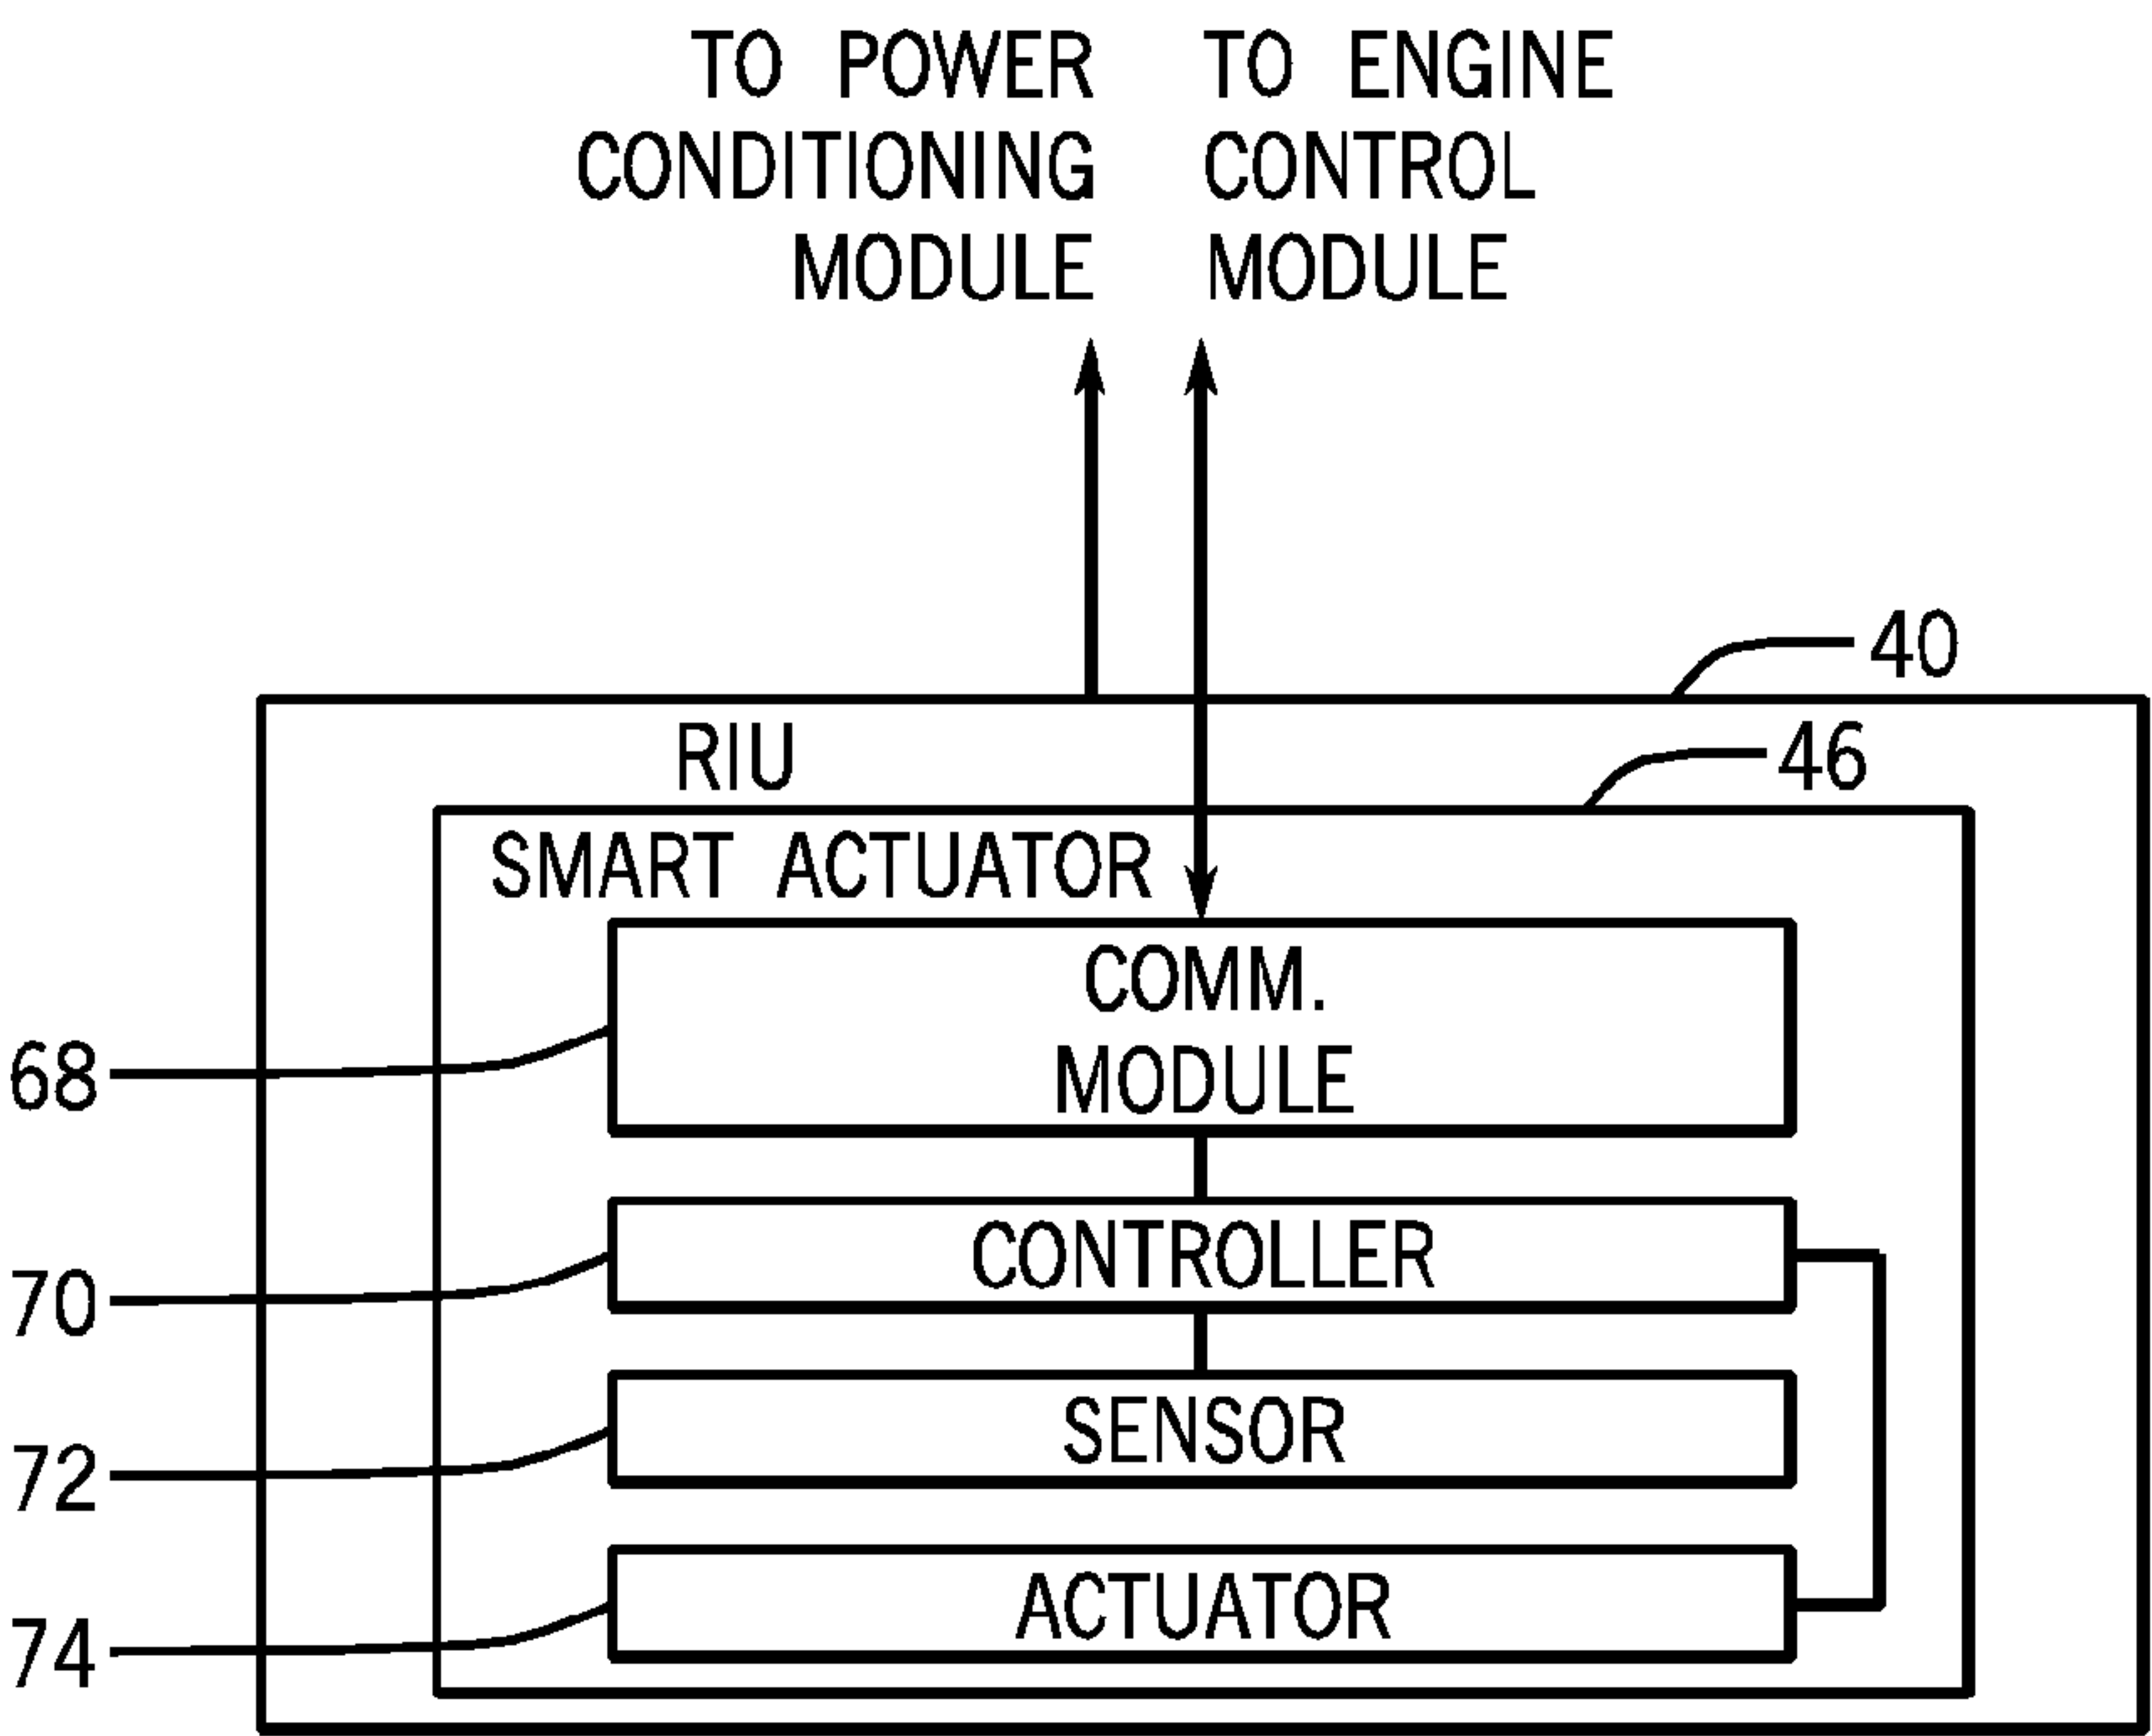 TO POWER
CONDITIONING
MODULE
TO ENGINE
CONTROL
MODULE
40
RIU
46
SMART ACTUATOR
COMM.
MODULE
68
CONTROLLER
70
SENSOR
72
ACTUATOR
74